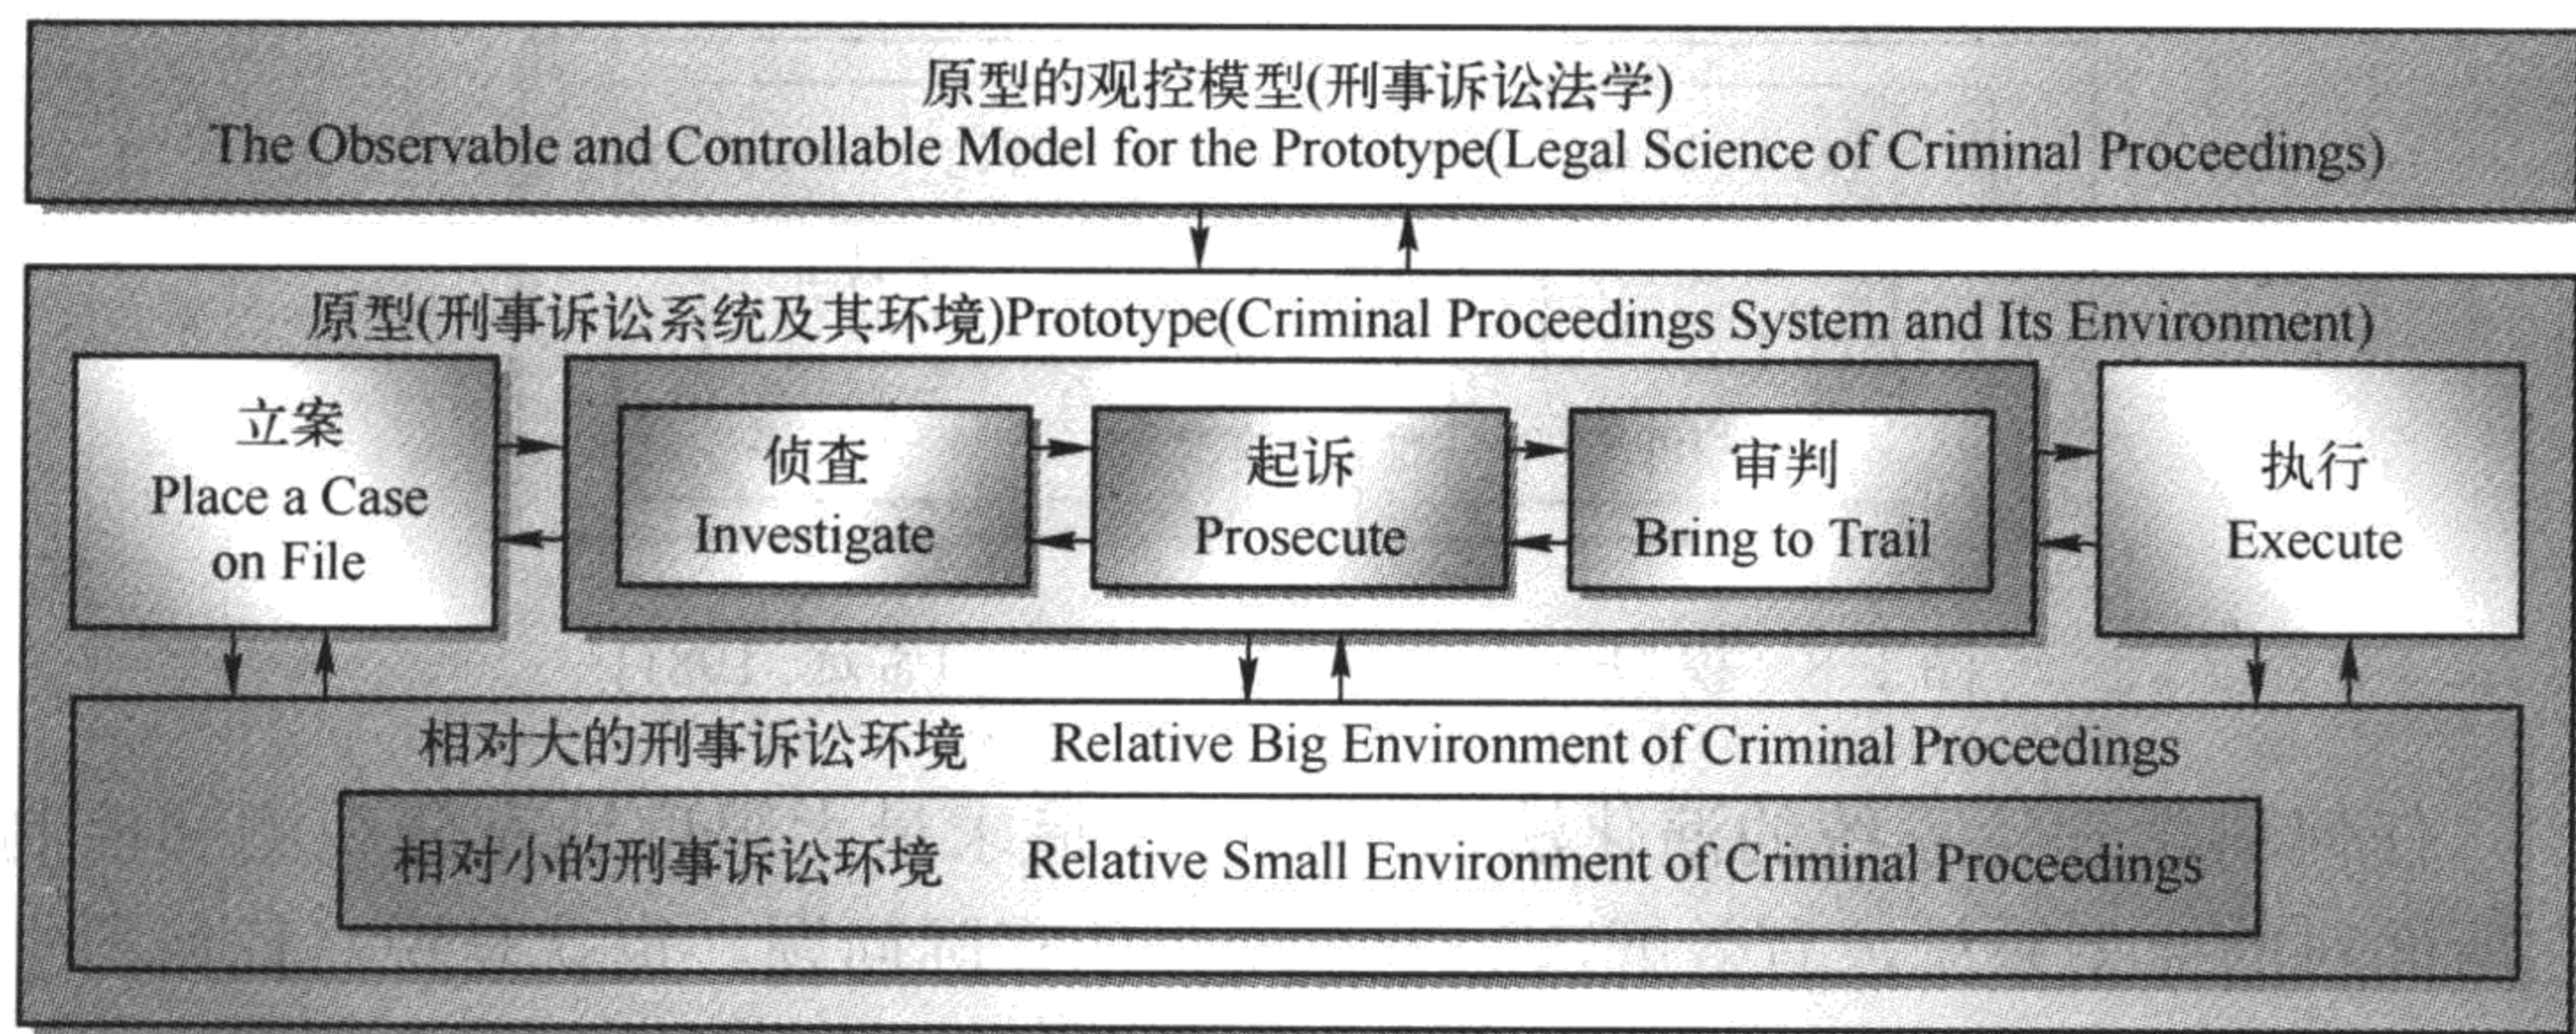 原型的观控模型(刑事诉讼法学)
The Observable and Controllable Model for the Prototype(Legal Science of Criminal Proceedings)
原型(刑事诉讼系统及其环境)Prototype(Criminal Proceedings System and Its Environment)
立案
Place a Case
on File
侦查
Investigate
起诉
Prosecute
审判
Bring to Trail
执行
Execute
相对大的刑事诉讼环境 Relative Big Environment of Criminal Proceedings
相对小的刑事诉讼环境 Relative Small Environment of Criminal Proceedings